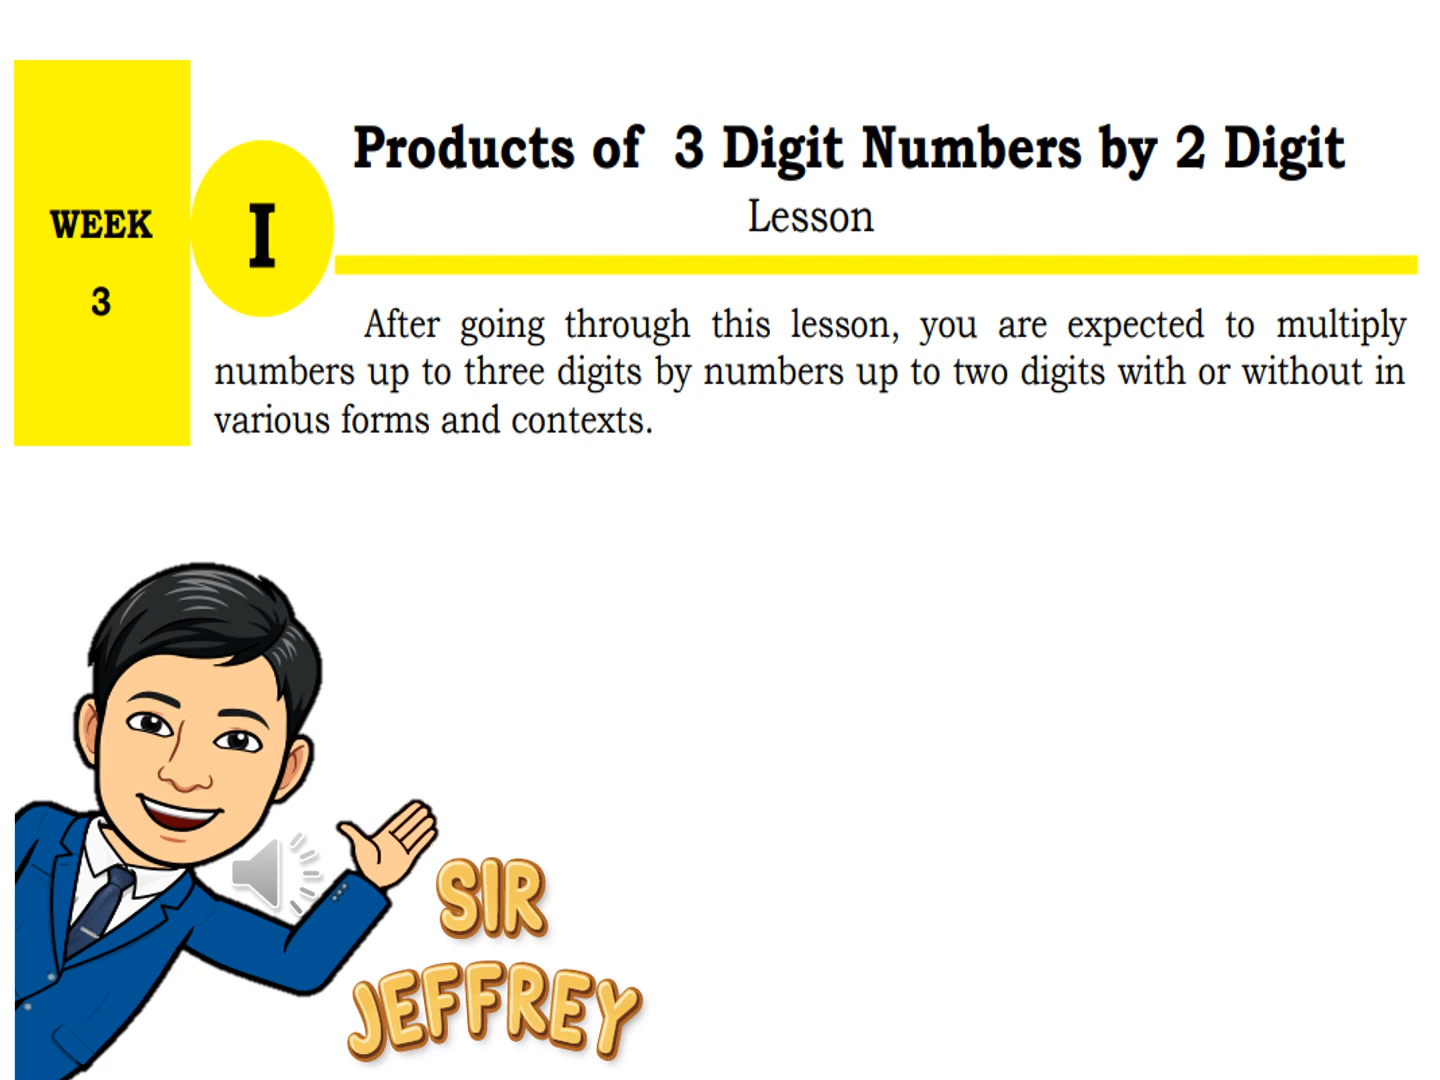 WEEK
3
I
Products of 3 Digit Numbers by 2 Digit
Lesson
After going through this lesson, you are expected to multiply
numbers up to three digits by numbers up to two digits with or without in
various forms and contexts.
SIR
JEFFREY